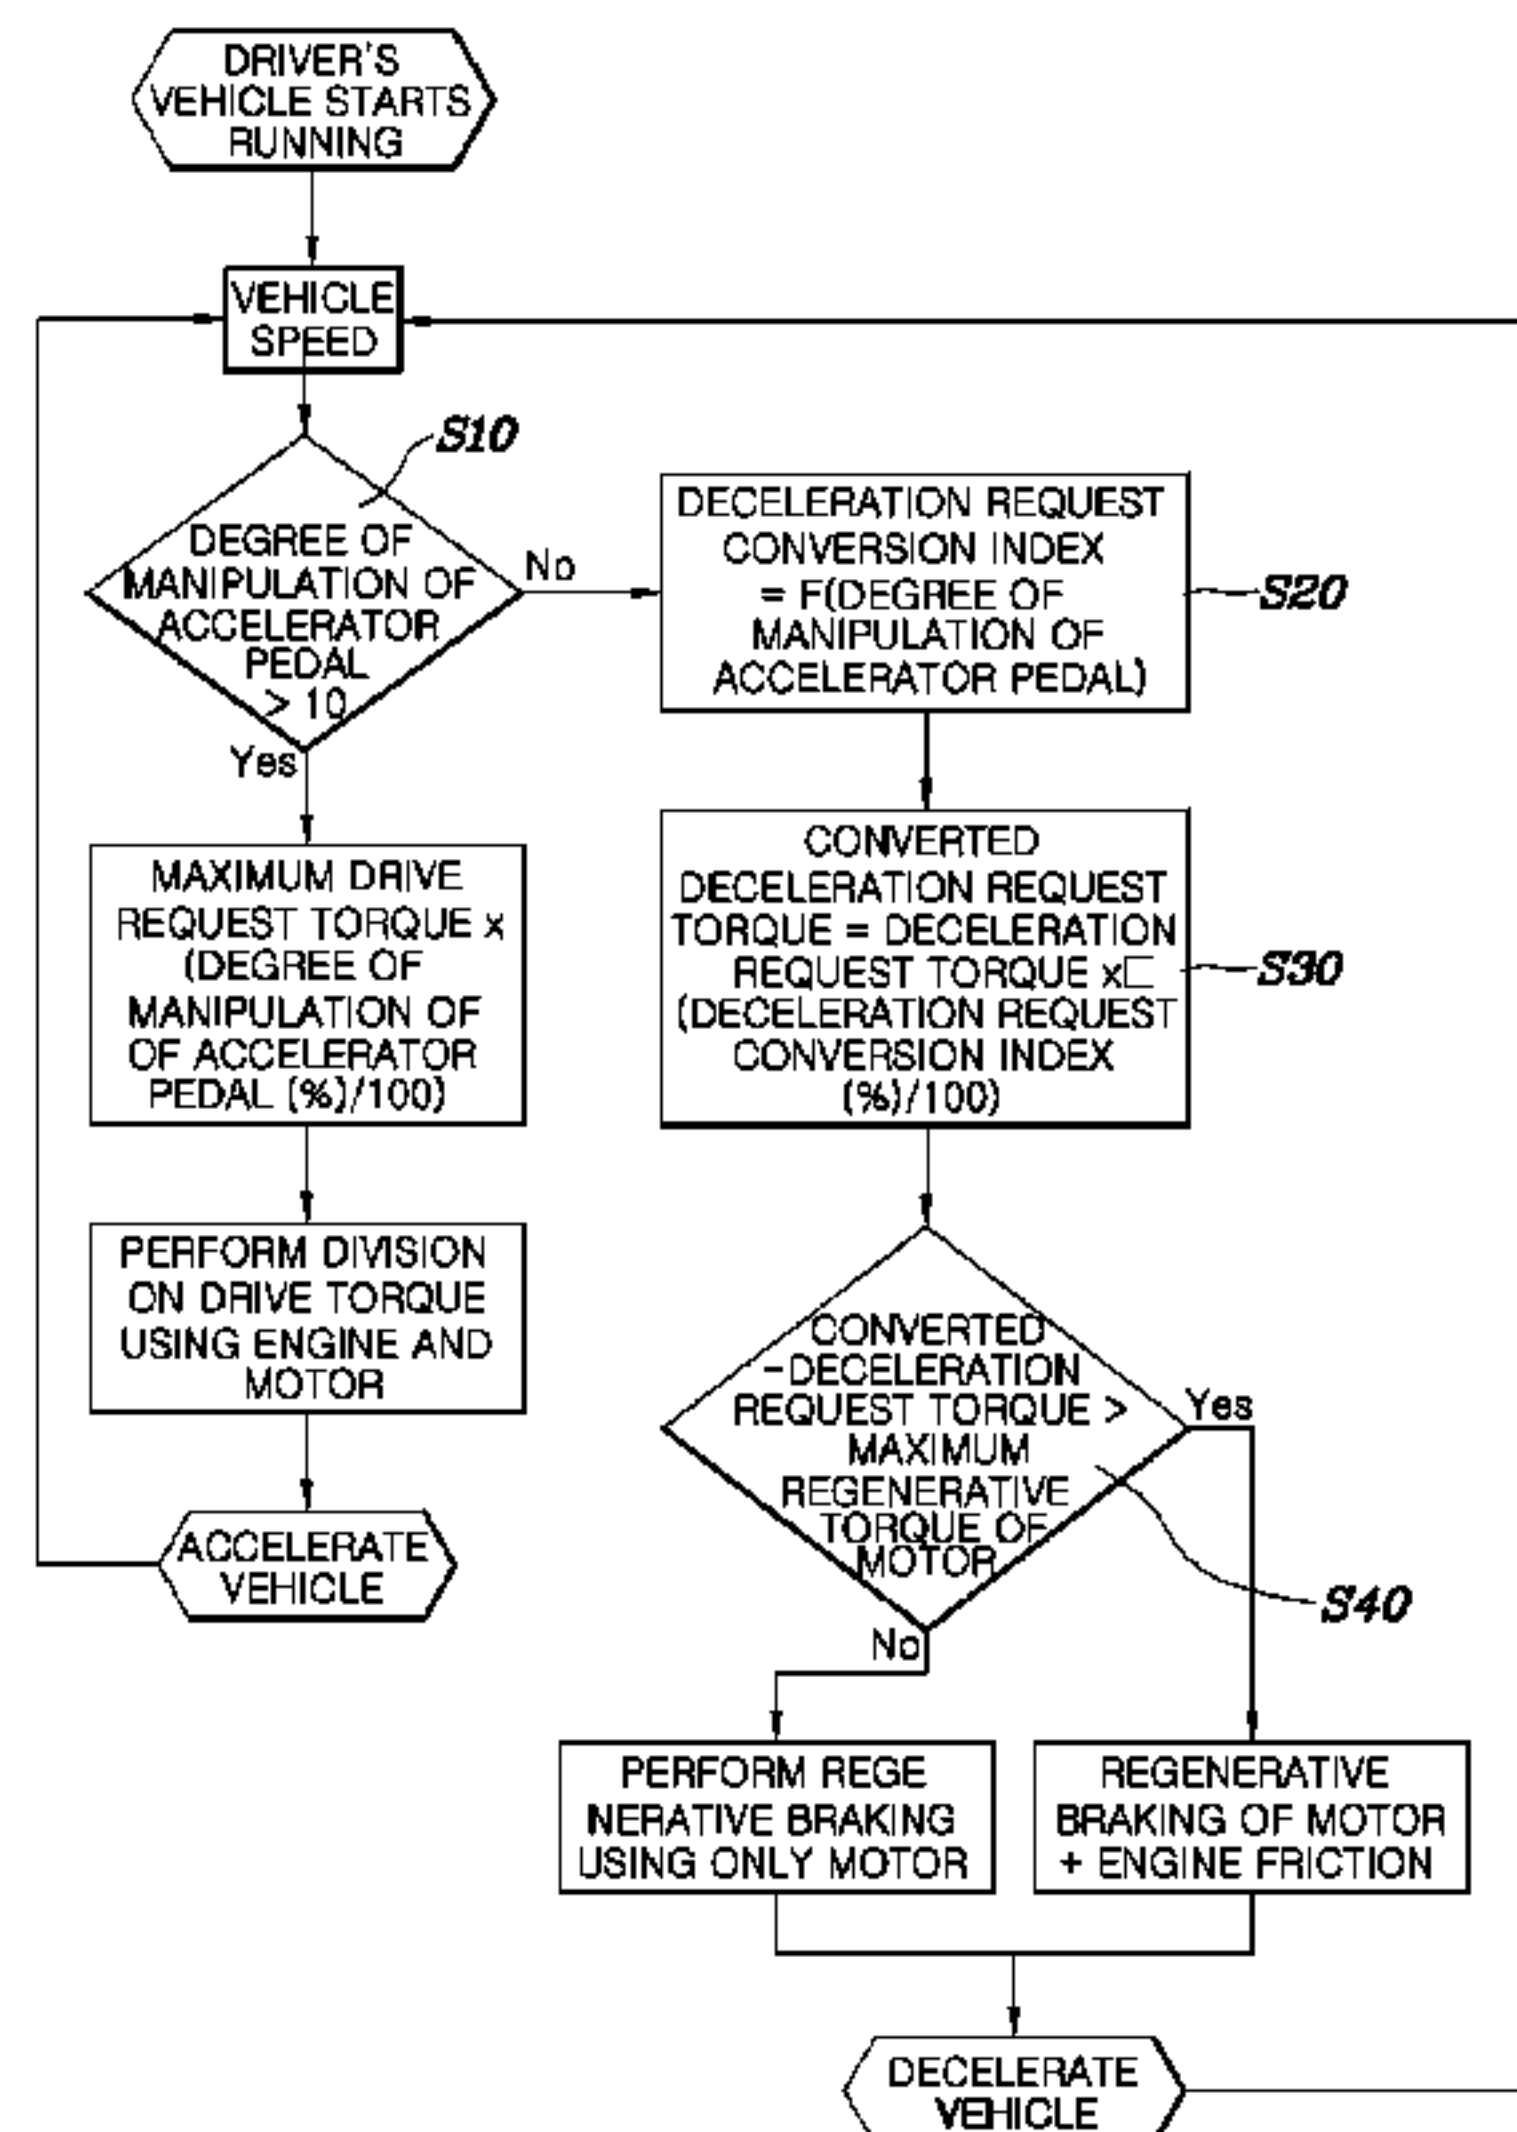 DRIVER'S
VEHICLE STARTS
RUNNING
VEHICLE
SPEED
S10
DEGREE OF
MANIPULATION OF
ACCELERATOR
PEDAL
> 10
No
Yes
DECELERATION REQUEST
CONVERSION INDEX
= F(DEGREE OF
MANIPULATION OF
ACCELERATOR PEDAL)
S20
MAXIMUM DRIVE
REQUEST TORQUE x
(DEGREE OF
MANIPULATION OF
OF ACCELERATOR
PEDAL (%)/100)
CONVERTED
DECELERATION REQUEST
TORQUE = DECELERATION
REQUEST TORQUE x□
(DECELERATION REQUEST
CONVERSION INDEX
(%)/100)
S30
PERFORM DIVISION
ON DRIVE TORQUE
USING ENGINE AND
MOTOR
ACCELERATE
VEHICLE
CONVERTED
-DECELERATION
REQUEST TORQUE >
MAXIMUM
REGENERATIVE
TORQUE OF
MOTOR
Yes
S40
No
PERFORM REGE
NERATIVE BRAKING
USING ONLY MOTOR
REGENERATIVE
BRAKING OF MOTOR
+ ENGINE FRICTION
DECELERATE
VEHICLE